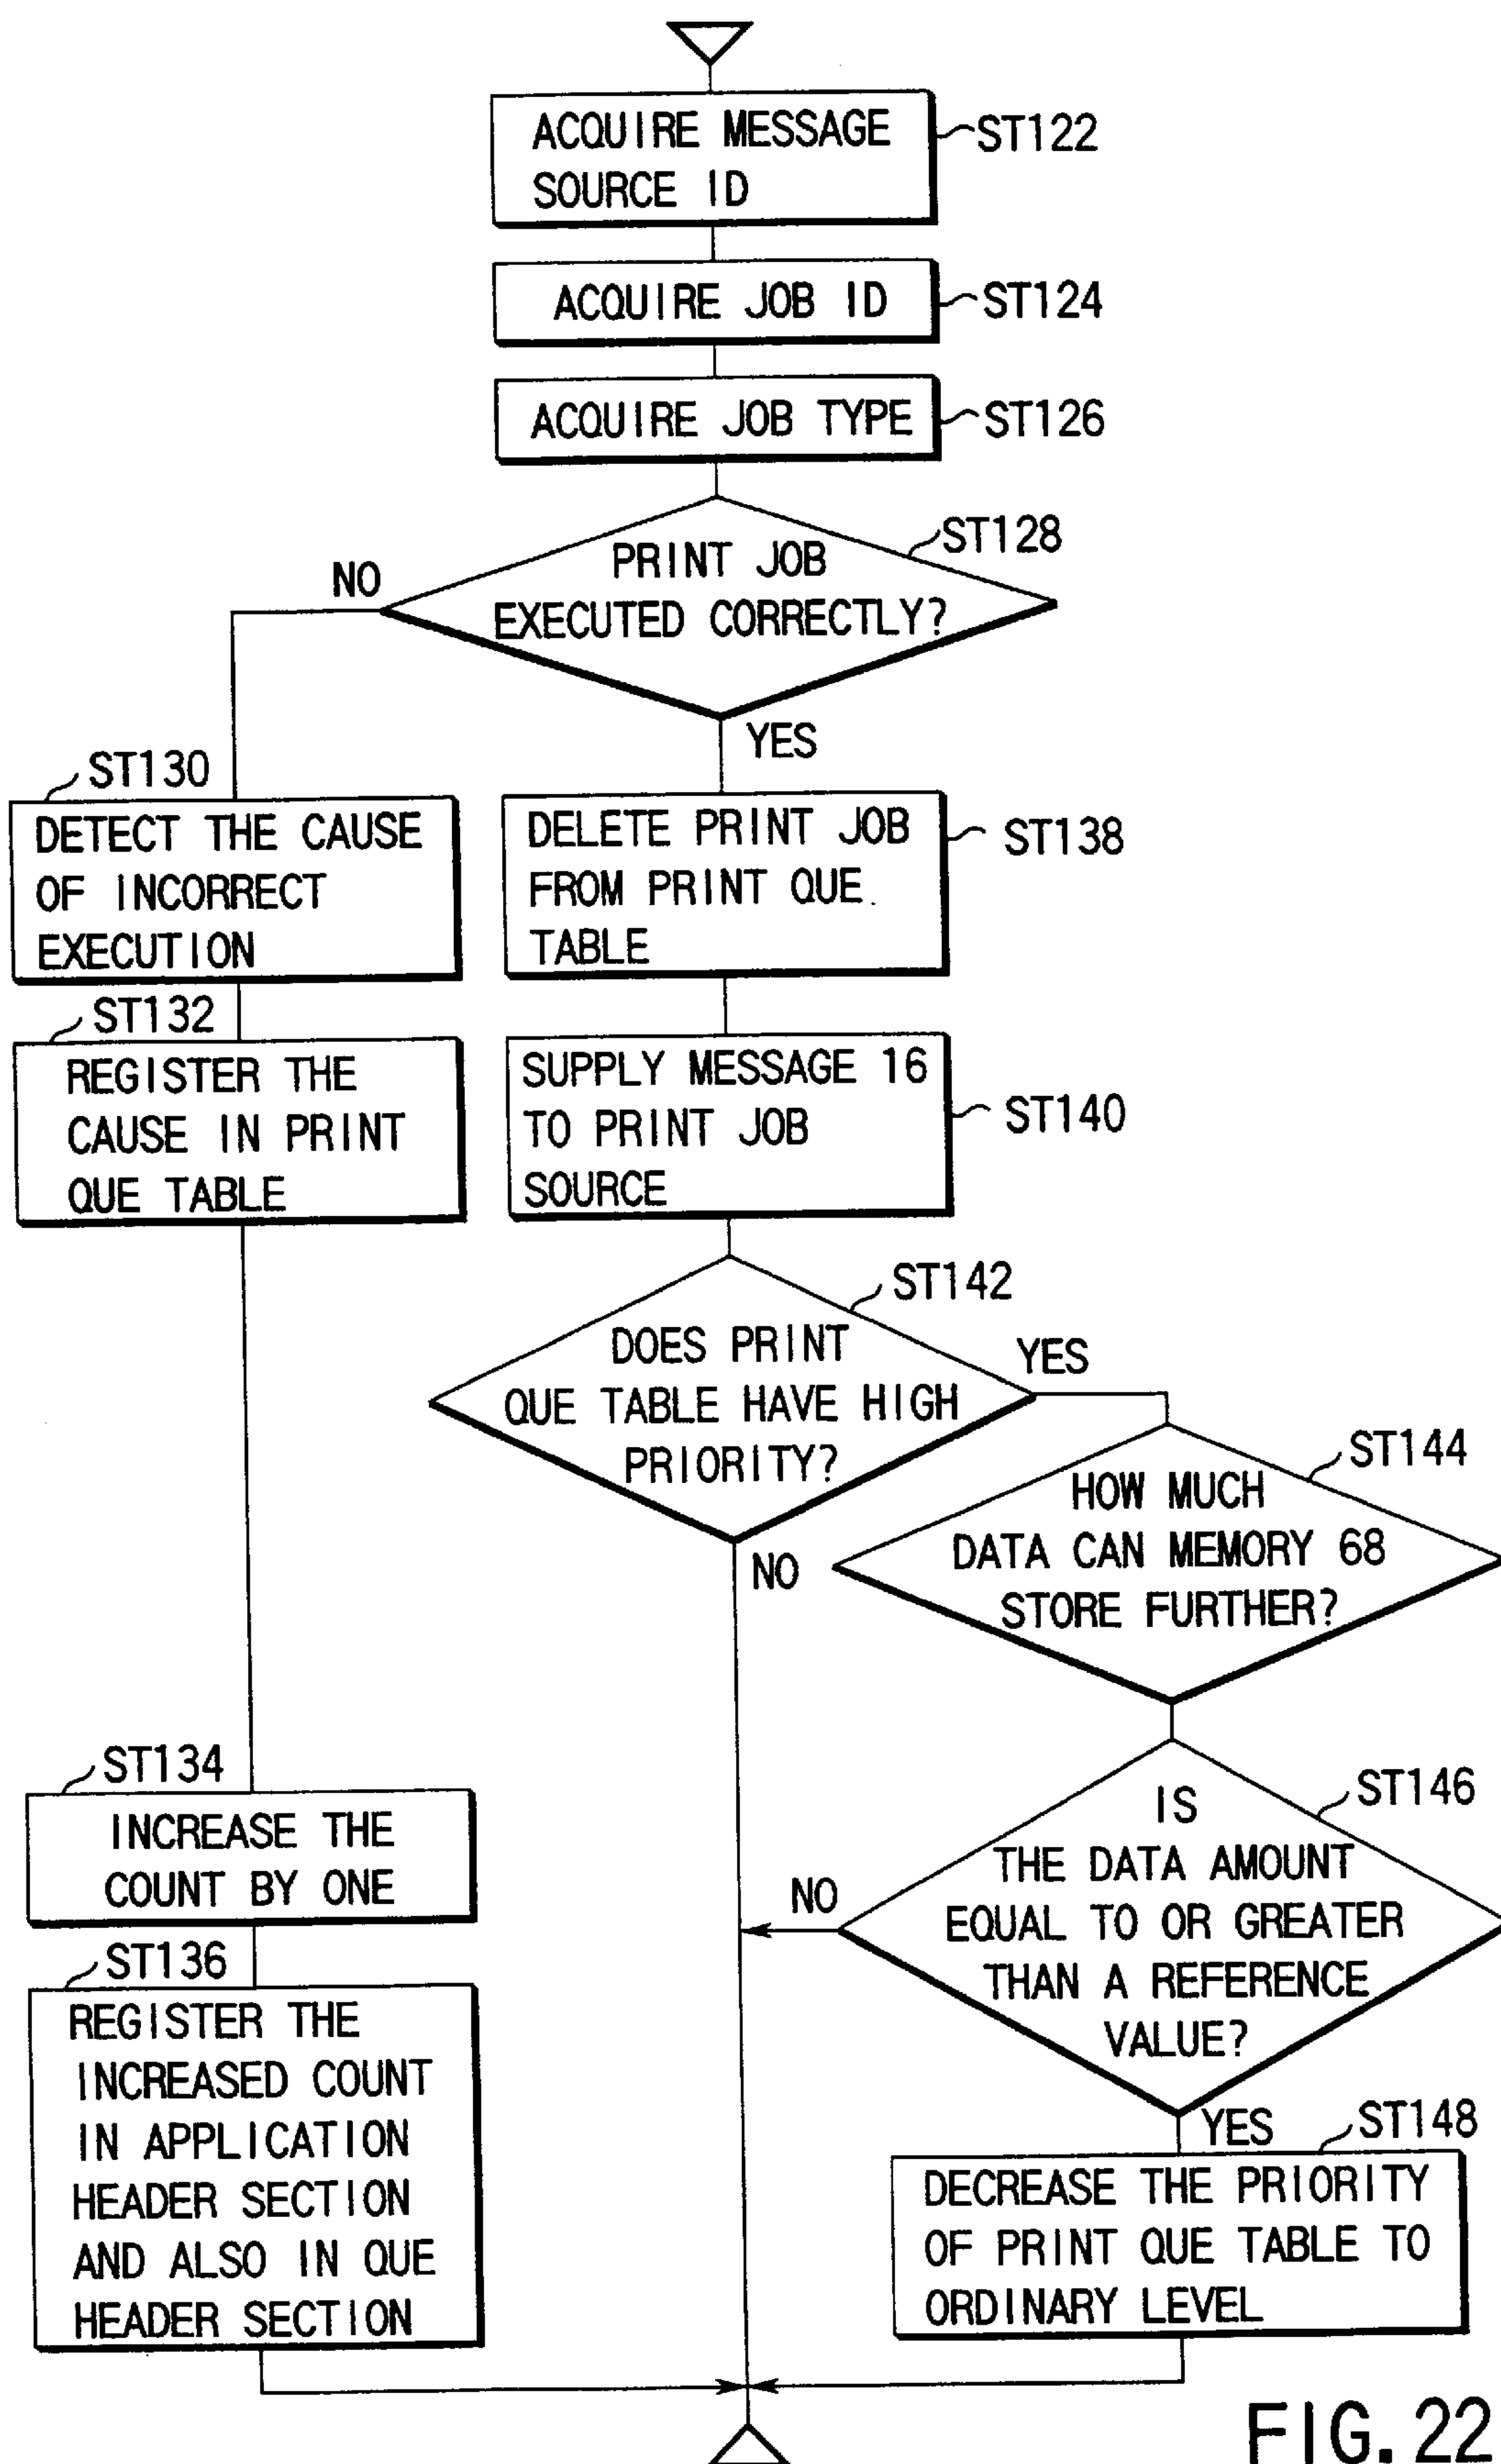 ACQUIRE MESSAGE
SOURCE ID
ST122
ACQUIRE JOB ID
ST124
ACQUIRE JOB TYPE
ST126
ST128
PRINT JOB
EXECUTED CORRECTLY?
NO
YES
ST130
DETECT THE CAUSE
OF INCORRECT
EXECUTION
ST132
REGISTER THE
CAUSE IN PRINT
QUE TABLE
ST134
INCREASE THE
COUNT BY ONE
ST136
REGISTER THE
INCREASED COUNT
IN APPLICATION
HEADER SECTION
AND ALSO IN QUE
HEADER SECTION
DELETE PRINT JOB
FROM PRINT QUE
TABLE
ST138
SUPPLY MESSAGE 16
TO PRINT JOB
SOURCE
ST140
ST142
DOES PRINT
QUE TABLE HAVE HIGH
PRIORITY?
YES
NO
ST144
HOW MUCH
DATA CAN MEMORY 68
STORE FURTHER?
ST146
IS
THE DATA AMOUNT
EQUAL TO OR GREATER
THAN A REFERENCE
VALUE?
NO
YES
ST148
DECREASE THE PRIORITY
OF PRINT QUE TABLE TO
ORDINARY LEVEL
FIG. 22